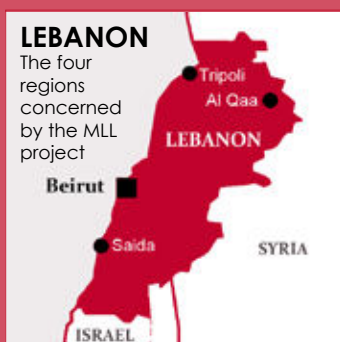 LEBANON
The four
regions
concerned
by the MLL
project
Tripoli
Al Qaa
LEBANON
Beirut
Saida
SYRIA
ISRAEL